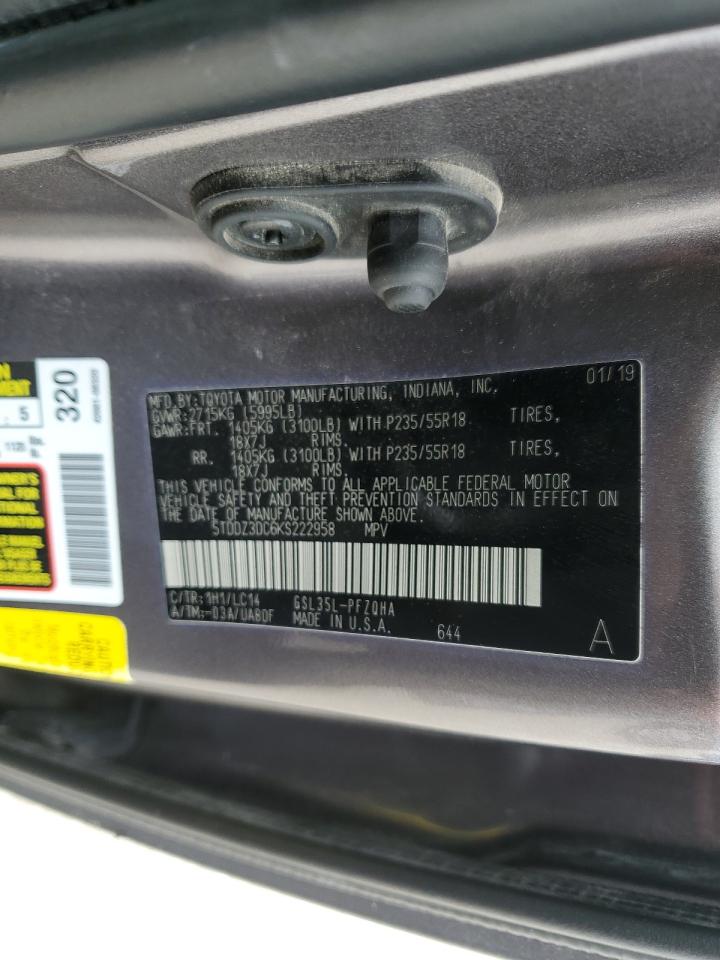 MFD.BY:TOYOTA MOTOR MANUFACTURING, INDIANA, INC. 01/19
GVWR:2715KG (5995LB)
GAWR:FRT. 1405KG (3100LB) WITH P235/55R18 TIRES,
18X7J RIMS.
RR. 1405KG (3100LB) WITH P235/55R18 TIRES,
18X7J RIMS.
THIS VEHICLE CONFORMS TO ALL APPLICABLE FEDERAL MOTOR
VEHICLE SAFETY AND THEFT PREVENTION STANDARDS IN EFFECT ON
THE DATE OF MANUFACTURE SHOWN ABOVE.
5TDDZ3DC6KS222958 MPV
C/TR:1H1/LC14 GSL35L-PFZQHA
A/TM:-03A/UA80F MADE IN U.S.A. 644 A
320
5